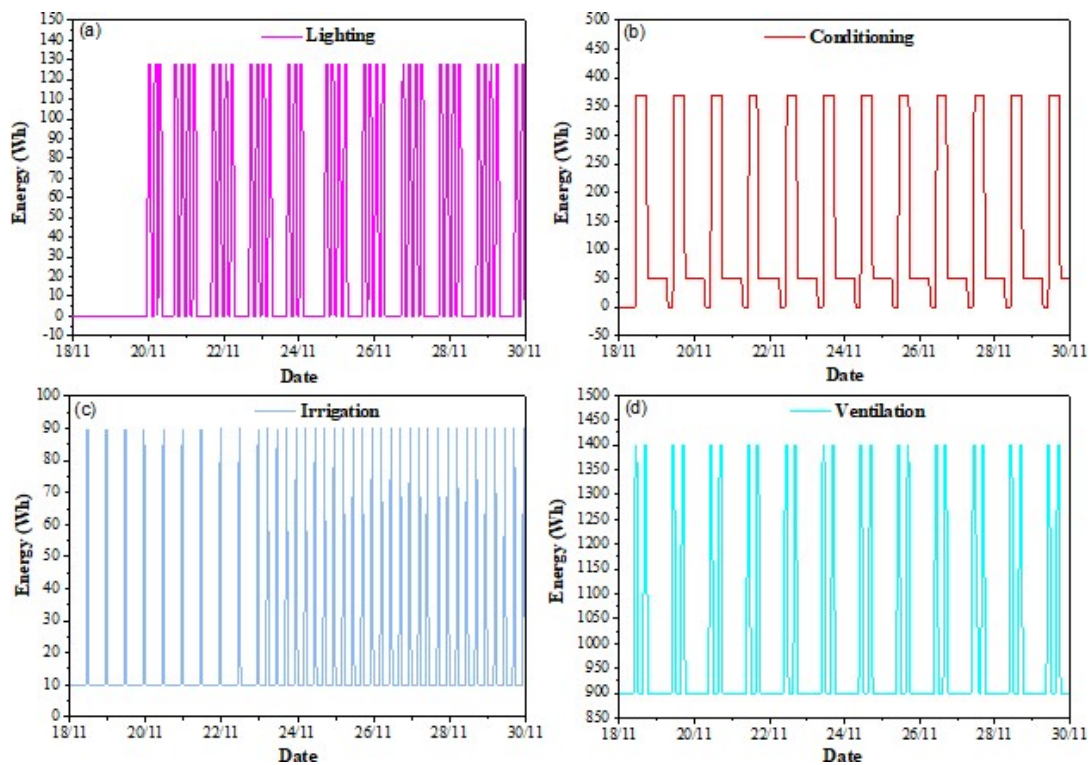 (a)
Lighting
Energy (Wh)
150
140
130
120
110
100
90
80
70
60
50
40
30
20
10
0
-10
18/11 20/11 22/11 24/11 26/11 28/11 30/11
Date
(b)
Conditioning
Energy (Wh)
500
450
400
350
300
250
200
150
100
50
0
-50
18/11 20/11 22/11 24/11 26/11 28/11 30/11
Date
(c)
Irrigation
Energy (Wh)
100
90
80
70
60
50
40
30
20
10
0
18/11 20/11 22/11 24/11 26/11 28/11 30/11
Date
(d)
Ventilation
Energy (Wh)
1500
1450
1400
1350
1300
1250
1200
1150
1100
1050
1000
950
900
850
18/11 20/11 22/11 24/11 26/11 28/11 30/11
Date